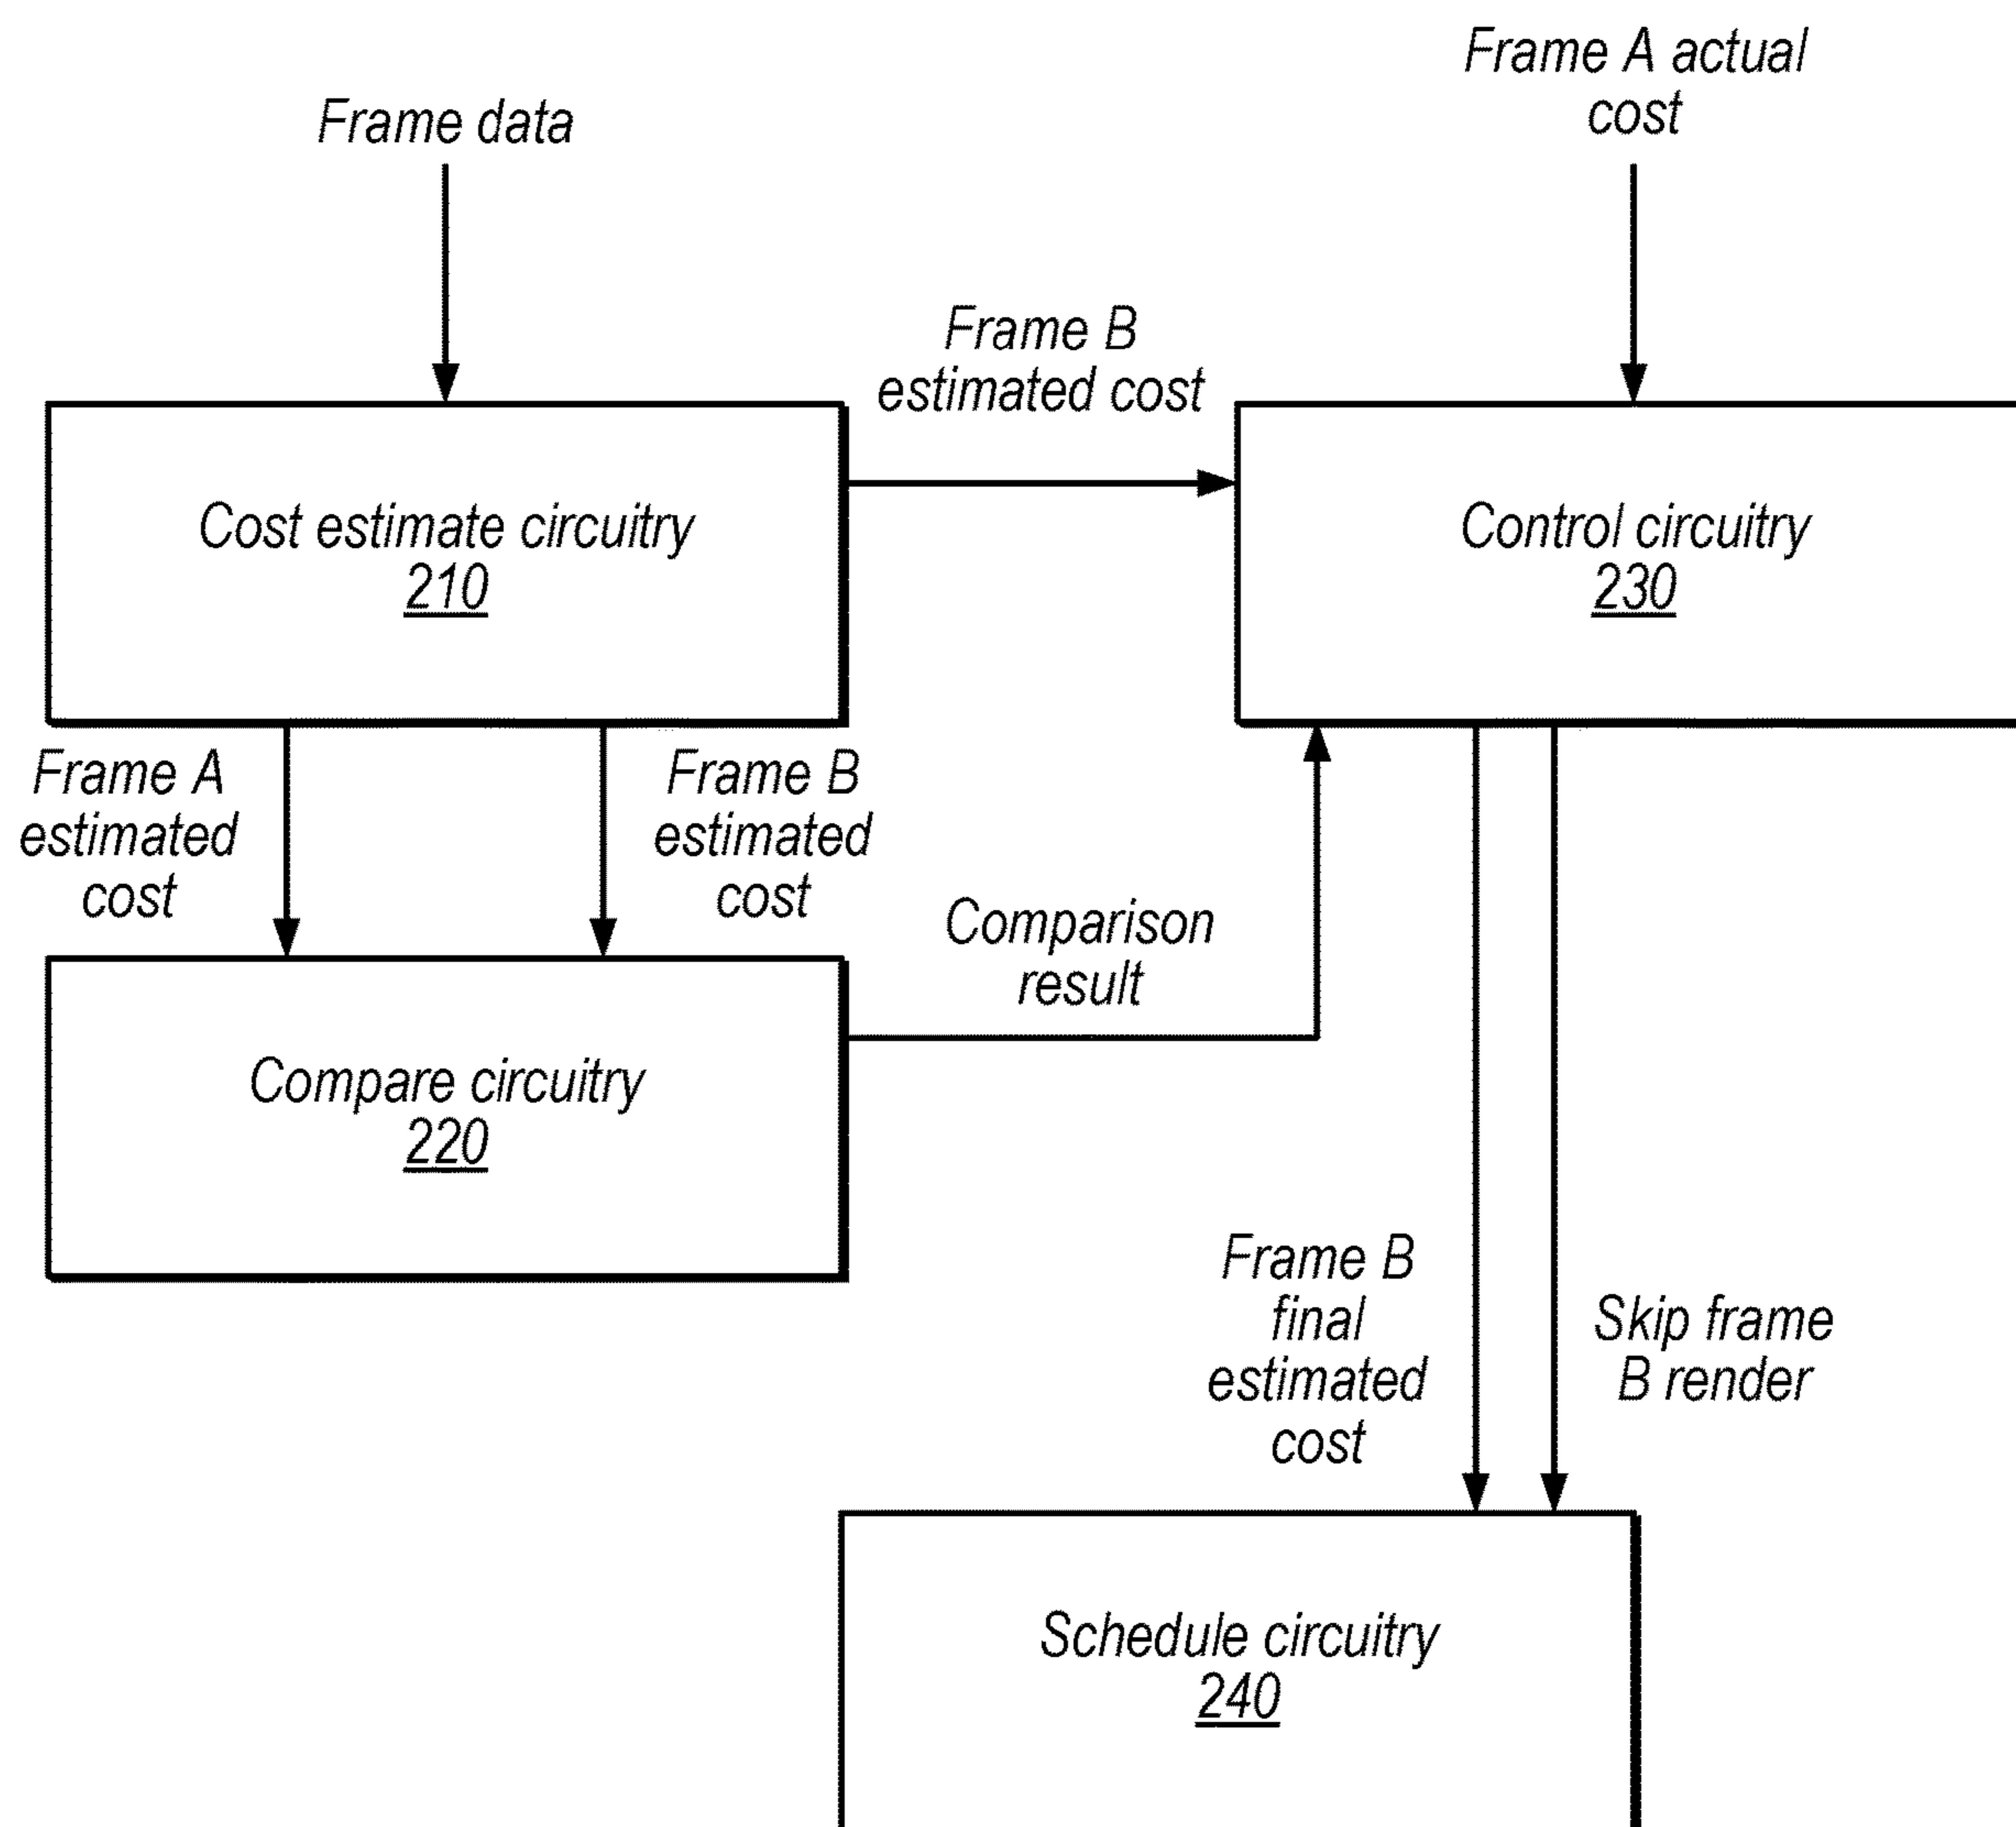 Frame A actual
cost
Frame data
Frame B
estimated cost
Cost estimate circuitry
210
Control circuitry
230
Frame A
estimated
cost
Frame B
estimated
cost
Comparison
result
Compare circuitry
220
Frame B
final
estimated
cost
Skip frame
B render
Schedule circuitry
240